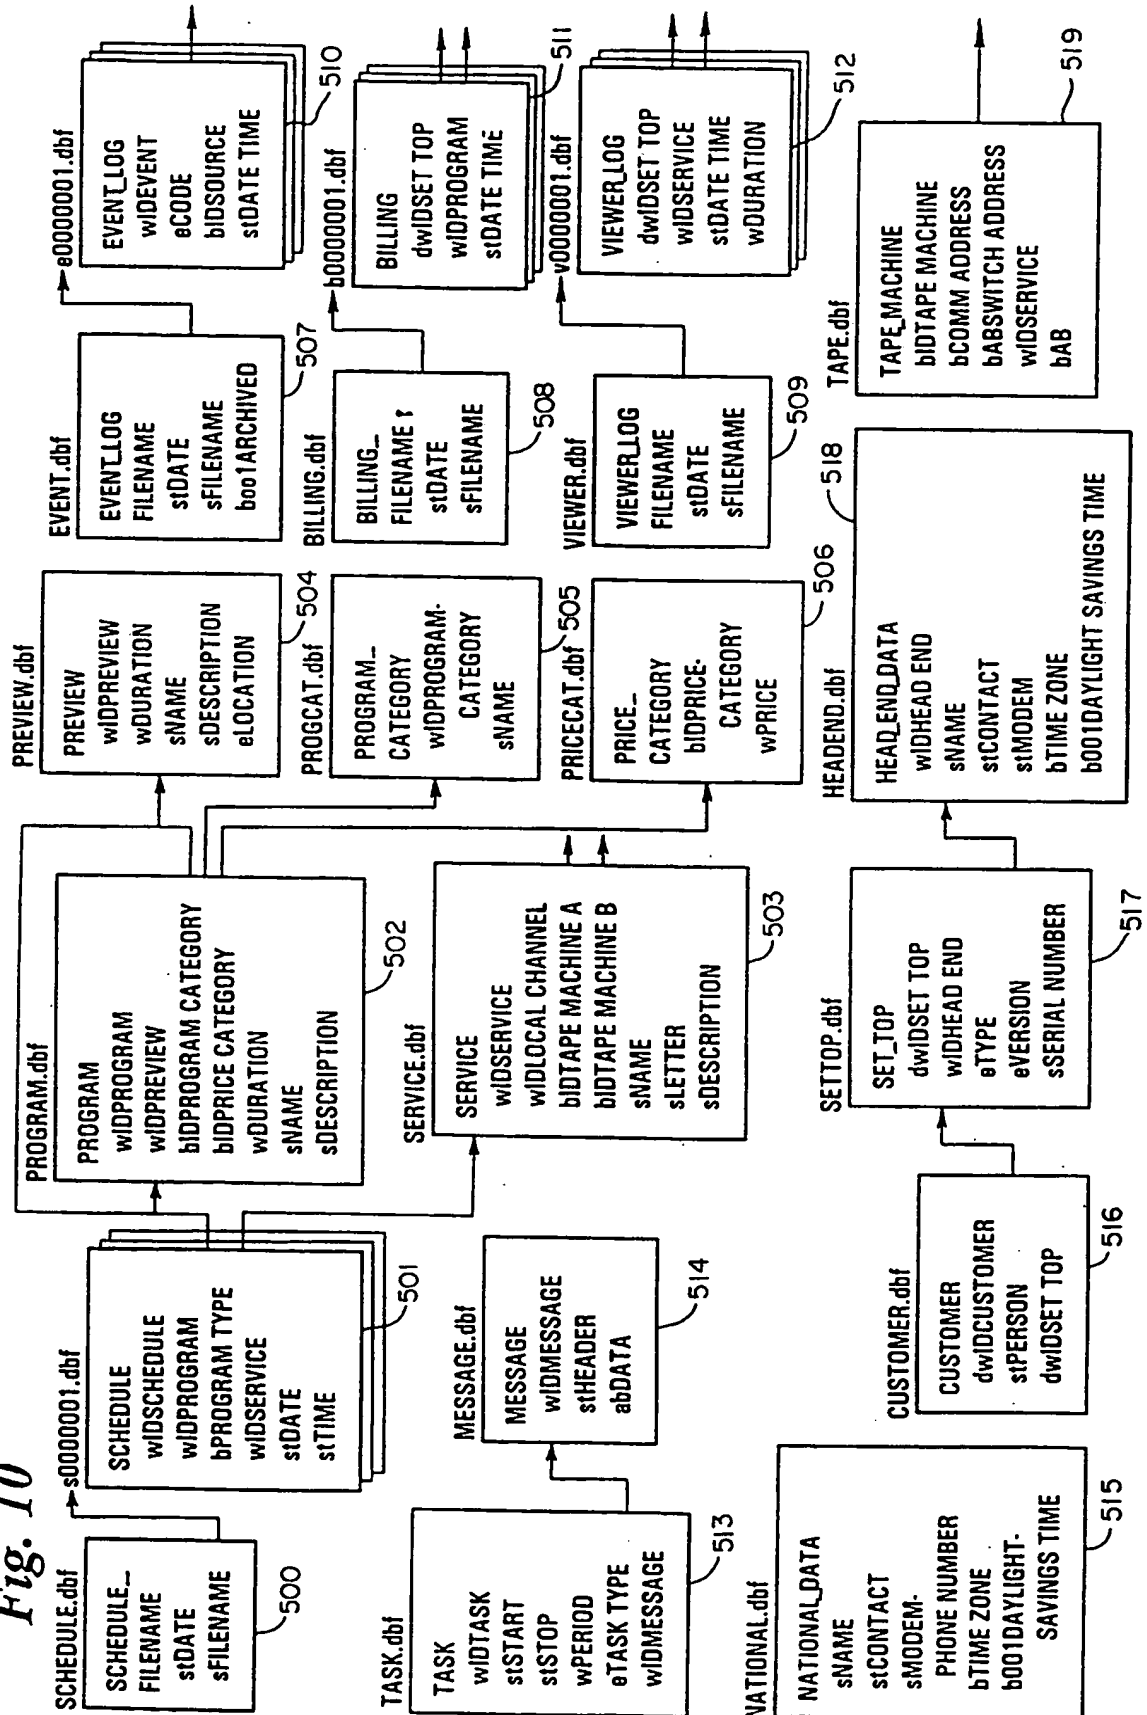 Fig. 10
SCHEDULE.dbf
SCHEDULE_
FILENAME
stDATE
sFILENAME
500
s0000001.dbf
SCHEDULE
wIDSCHEDULE
wIDPROGRAM
bPROGRAM TYPE
wIDSERVICE
stDATE
stTIME
501
PROGRAM.dbf
PROGRAM
wIDPROGRAM
wIDPREVIEW
bIDPROGRAM CATEGORY
bIDPRICE CATEGORY
wDURATION
sNAME
sDESCRIPTION
502
PREVIEW.dbf
PREVIEW
wIDPREVIEW
wDURATION
sNAME
sDESCRIPTION
eLOCATION
504
EVENT.dbf
EVENT_LOG
FILENAME
stDATE
sFILENAME
boo1ARCHIVED
507
e0000001.dbf
EVENT_LOG
wIDEVENT
eCODE
bIDSOURCE
stDATE TIME
510
PROGCAT.dbf
PROGRAM_
CATEGORY
wIDPROGRAM-
CATEGORY
sNAME
505
BILLING.dbf
BILLING_
FILENAME
stDATE
sFILENAME
508
b0000001.dbf
BILLING
dwIDSET TOP
wIDPROGRAM
stDATE TIME
511
SERVICE.dbf
SERVICE
wIDSERVICE
wIDLOCAL CHANNEL
bIDTAPE MACHINE A
bIDTAPE MACHINE B
sNAME
sLETTER
sDESCRIPTION
503
PRICECAT.dbf
PRICE_
CATEGORY
bIDPRICE-
CATEGORY
wPRICE
506
VIEWER.dbf
VIEWER_LOG
FILENAME
stDATE
sFILENAME
509
v0000001.dbf
VIEWER_LOG
dwIDSET TOP
wIDSERVICE
stDATE TIME
wDURATION
512
TASK.dbf
TASK
wIDTASK
stSTART
stSTOP
wPERIOD
eTASK TYPE
wIDMESSAGE
513
MESSAGE.dbf
MESSAGE
wIDMESSAGE
stHEADER
abDATA
514
NATIONAL.dbf
NATIONAL_DATA
sNAME
stCONTACT
sMODEM-
PHONE NUMBER
bTIME ZONE
b001DAYLIGHT-
SAVINGS TIME
515
CUSTOMER.dbf
CUSTOMER
dwIDCUSTOMER
stPERSON
dwIDSET TOP
516
SETTOP.dbf
SET_TOP
dwIDSET TOP
wIDHEAD END
eTYPE
eVERSION
sSERIAL NUMBER
517
HEADEND.dbf
HEAD_END_DATA
wIDHEAD END
sNAME
stCONTACT
stMODEM
bTIME ZONE
b001DAYLIGHT SAVINGS TIME
518
TAPE.dbf
TAPE_MACHINE
bIDTAPE MACHINE
bCOMM ADDRESS
bABSWITCH ADDRESS
wIDSERVICE
bAB
519